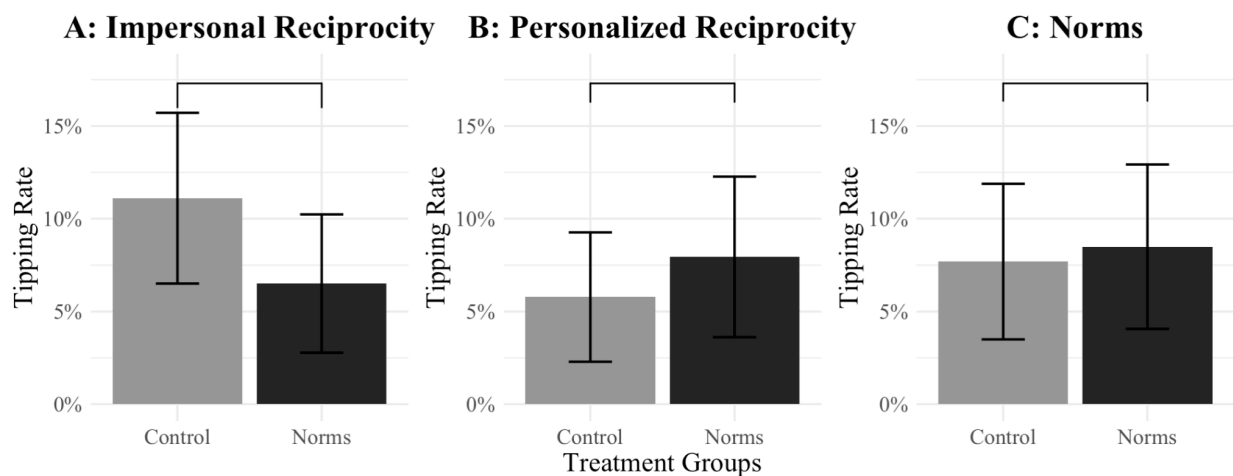 A: Impersonal Reciprocity
B: Personalized Reciprocity
C: Norms
Tipping Rate
15%
10%
5%
0%
Control Norms
Tipping Rate
15%
10%
5%
0%
Control Norms
Tipping Rate
15%
10%
5%
0%
Control Norms
Treatment Groups